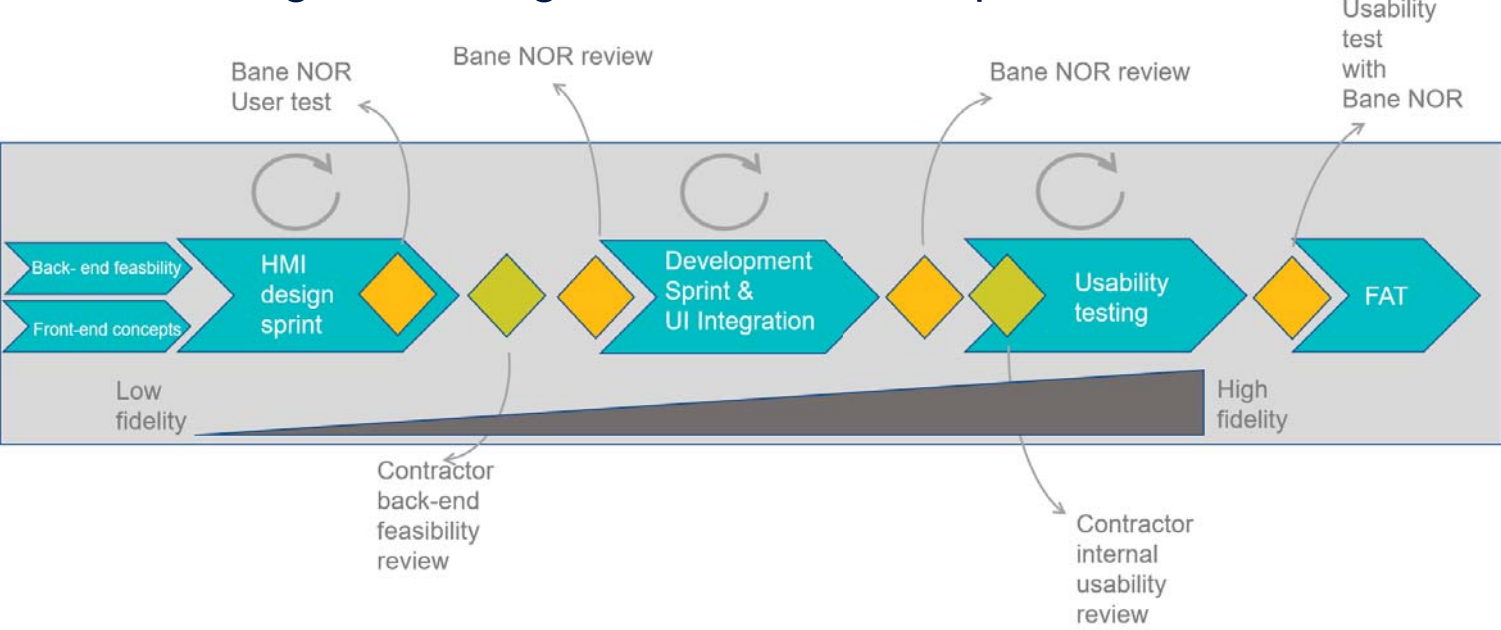 Usability
test
with
Bane NOR
Bane NOR
User test
Bane NOR review
Bane NOR review
Back- end feasbility
Front-end concepts
HMI
design
sprint
Development
Sprint &
UI Integration
Usability
testing
FAT
Low
fidelity
High
fidelity
Contractor
back-end
feasibility
review
Contractor
internal
usability
review